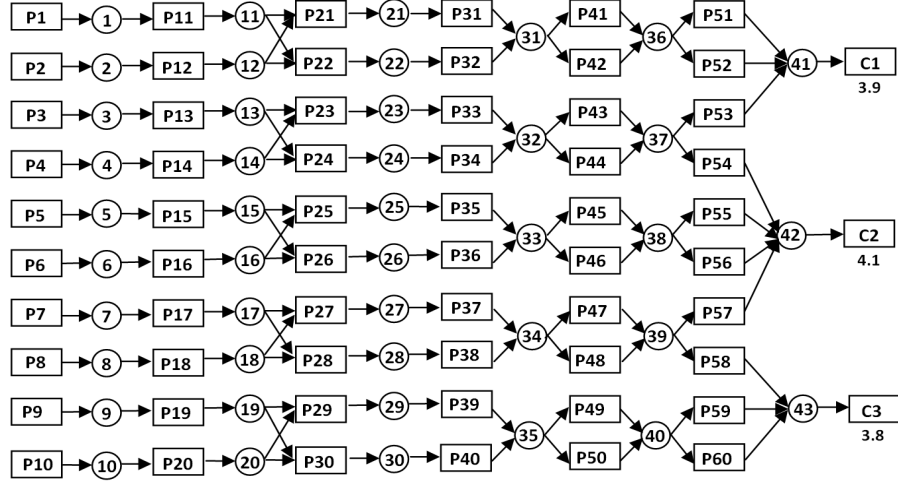 P1 1 P11 11 P21 21 P31 P41 P51
31 36
P2 2 P12 12 P22 22 P32 P42 P52 41 C1
3.9
P3 3 P13 13 P23 23 P33 P43 P53
32 37
P4 4 P14 14 P24 24 P34 P44 P54
P5 5 P15 15 P25 25 P35 P45 P55
33 38 42 C2
P6 6 P16 16 P26 26 P36 P46 P56
4.1
P7 7 P17 17 P27 27 P37 P47 P57
34 39
P8 8 P18 18 P28 28 P38 P48 P58
P9 9 P19 19 P29 29 P39 P49 P59 43 C3
35 40
3.8
P10 10 P20 20 P30 30 P40 P50 P60